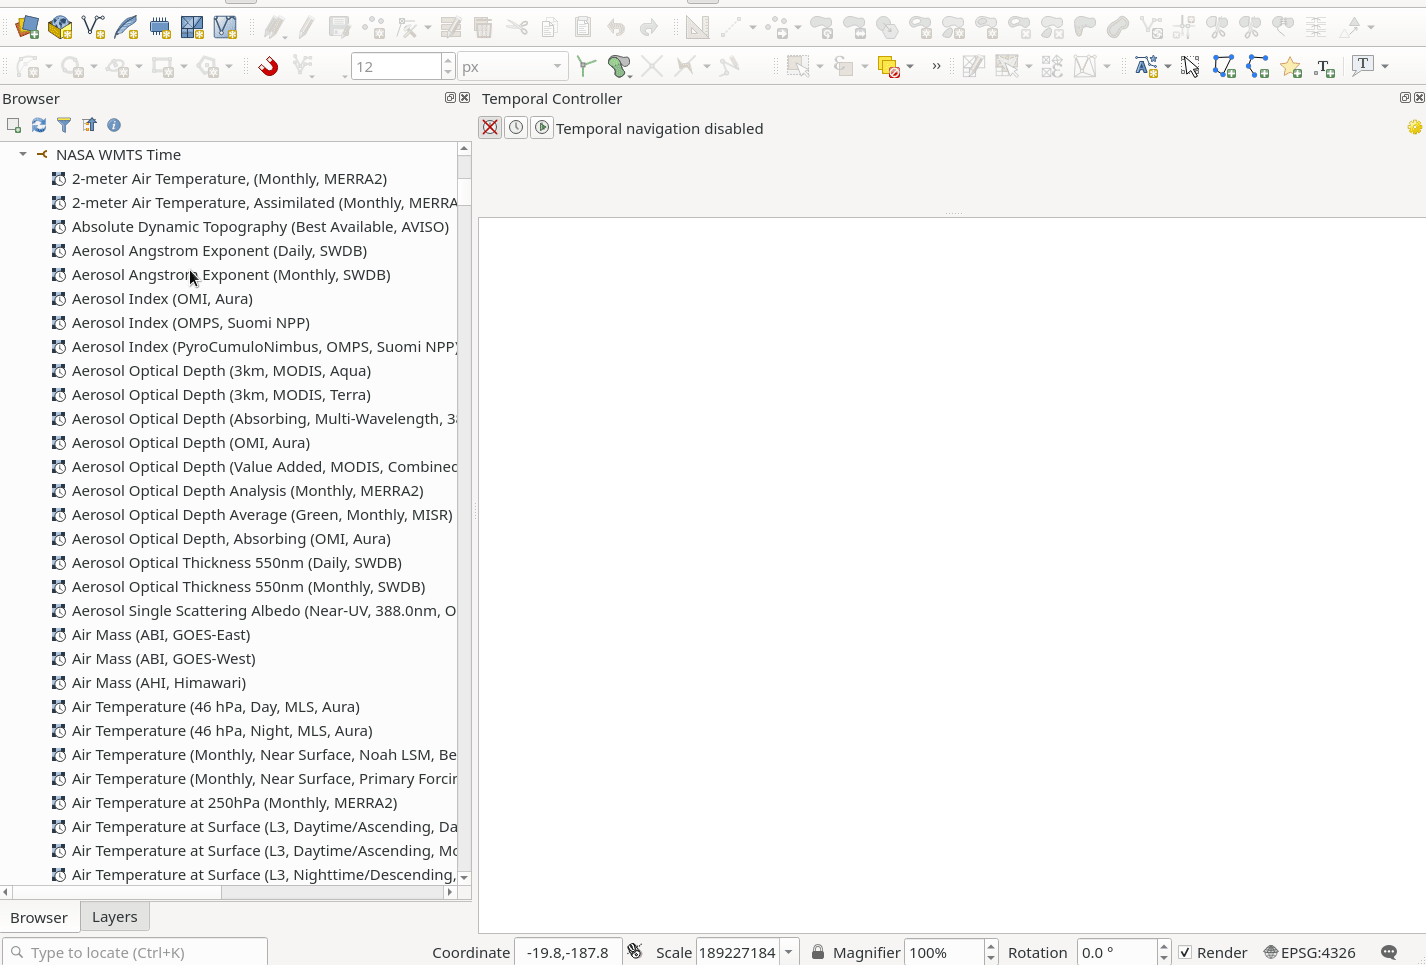 12
px
»
Browser
Temporal Controller
Temporal navigation disabled
NASA WMTS Time
2-meter Air Temperature, (Monthly, MERRA2)
2-meter Air Temperature, Assimilated (Monthly, MERRA
Absolute Dynamic Topography (Best Available, AVISO)
Aerosol Angstrom Exponent (Daily, SWDB)
Aerosol Angstrom Exponent (Monthly, SWDB)
Aerosol Index (OMI, Aura)
Aerosol Index (OMPS, Suomi NPP)
Aerosol Index (PyroCumuloNimbus, OMPS, Suomi NPP)
Aerosol Optical Depth (3km, MODIS, Aqua)
Aerosol Optical Depth (3km, MODIS, Terra)
Aerosol Optical Depth (Absorbing, Multi-Wavelength, 38
Aerosol Optical Depth (OMI, Aura)
Aerosol Optical Depth (Value Added, MODIS, Combined
Aerosol Optical Depth Analysis (Monthly, MERRA2)
Aerosol Optical Depth Average (Green, Monthly, MISR)
Aerosol Optical Depth, Absorbing (OMI, Aura)
Aerosol Optical Thickness 550nm (Daily, SWDB)
Aerosol Optical Thickness 550nm (Monthly, SWDB)
Aerosol Single Scattering Albedo (Near-UV, 388.0nm, O
Air Mass (ABI, GOES-East)
Air Mass (ABI, GOES-West)
Air Mass (AHI, Himawari)
Air Temperature (46 hPa, Day, MLS, Aura)
Air Temperature (46 hPa, Night, MLS, Aura)
Air Temperature (Monthly, Near Surface, Noah LSM, Be
Air Temperature (Monthly, Near Surface, Primary Forcin
Air Temperature at 250hPa (Monthly, MERRA2)
Air Temperature at Surface (L3, Daytime/Ascending, Da
Air Temperature at Surface (L3, Daytime/Ascending, Mo
Air Temperature at Surface (L3, Nighttime/Descending,
Browser
Layers
Type to locate (Ctrl+K)
Coordinate -19.8,-187.8 Scale 189227184 Magnifier 100% Rotation 0.0 ° Render EPSG:4326